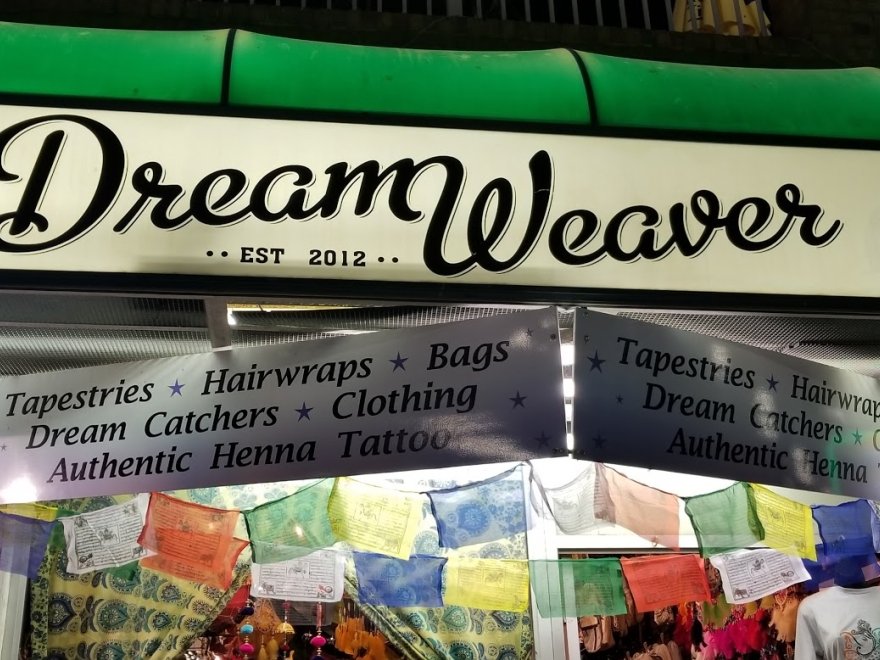 Dream Weaver
•• EST 2012 ••
Tapestries ★ Hairwraps ★ Bags
Dream Catchers ★ Clothing ★
Authentic Henna Tattoo
★ Tapestries ★ Hairwrap
Dream Catchers ★ C
Authentic Henna